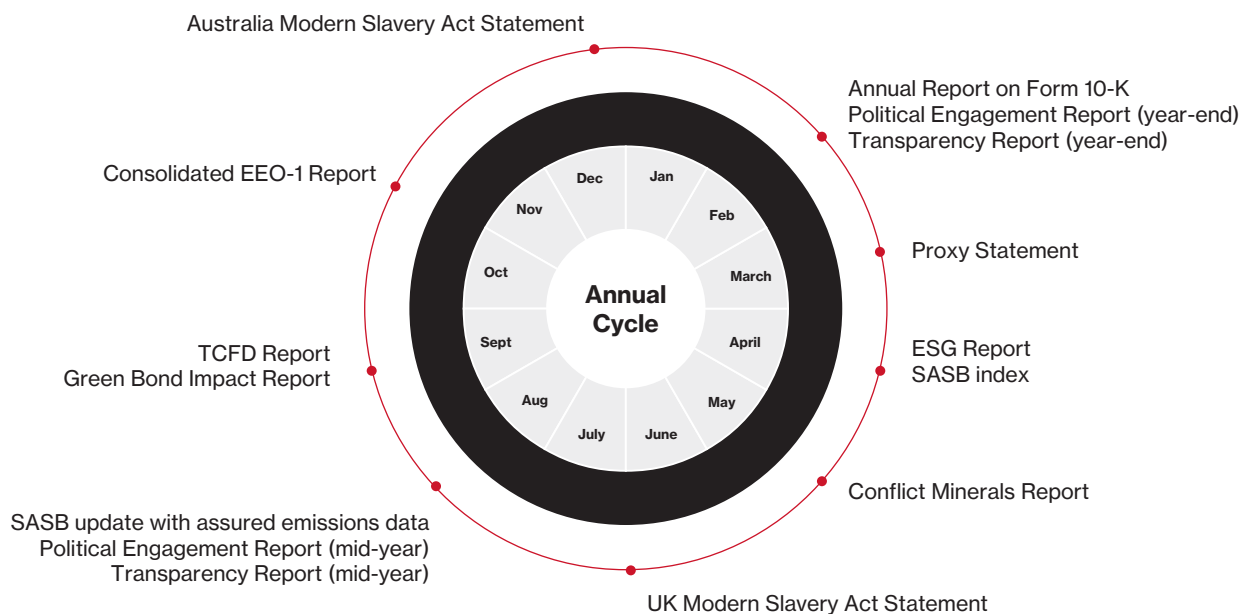 Australia Modern Slavery Act Statement
Annual Report on Form 10-K
Political Engagement Report (year-end)
Transparency Report (year-end)
Consolidated EEO-1 Report
Proxy Statement
TCFD Report
Green Bond Impact Report
ESG Report
SASB index
Conflict Minerals Report
SASB update with assured emissions data
Political Engagement Report (mid-year)
Transparency Report (mid-year)
UK Modern Slavery Act Statement
Annual
Cycle
Jan
Feb
March
April
May
June
July
Aug
Sept
Oct
Nov
Dec